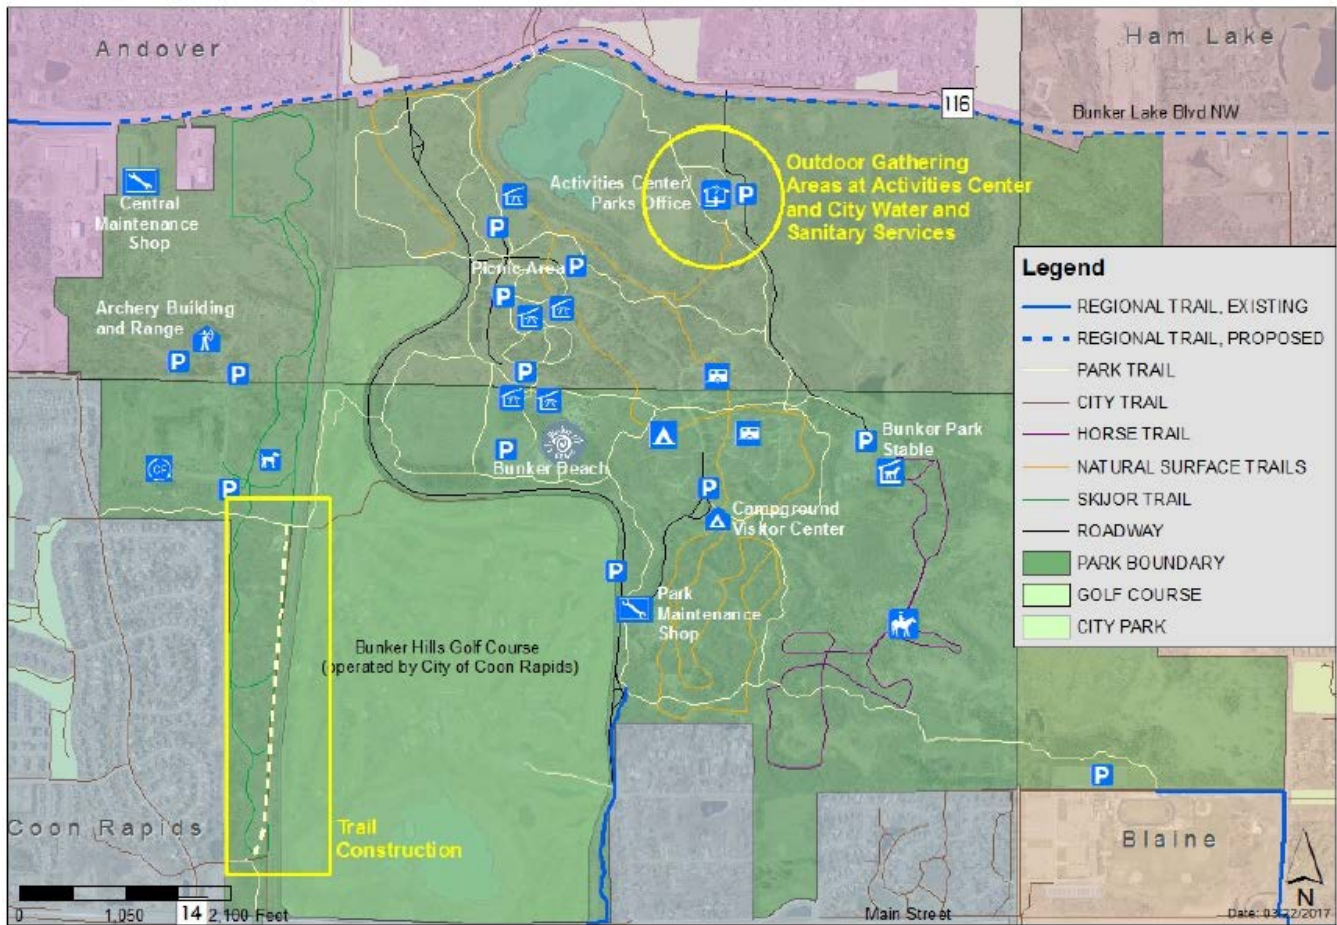 Andover
Ham Lake
116
Bunker Lake Blvd NW
Outdoor Gathering
Areas at Activities Center
and City Water and
Sanitary Services
Activities Center/
Parks Office
P
Central
Maintenance
Shop
P
Picnic Area
P
P
Legend
REGIONAL TRAIL, EXISTING
REGIONAL TRAIL, PROPOSED
PARK TRAIL
CITY TRAIL
HORSE TRAIL
NATURAL SURFACE TRAILS
SKIJOR TRAIL
ROADWAY
PARK BOUNDARY
GOLF COURSE
CITY PARK
Archery Building
and Range
P
P
P
P
Bunker Beach
P
Bunker Park
Stable
P
P
Campground
Visitor Center
P
Park
Maintenance
Shop
Bunker Hills Golf Course
(operated by City of Coon Rapids)
P
Coon Rapids
Trail
Construction
Blaine
0 1,050 2,100 Feet
14
Main Street
N
Date: 03/22/2017